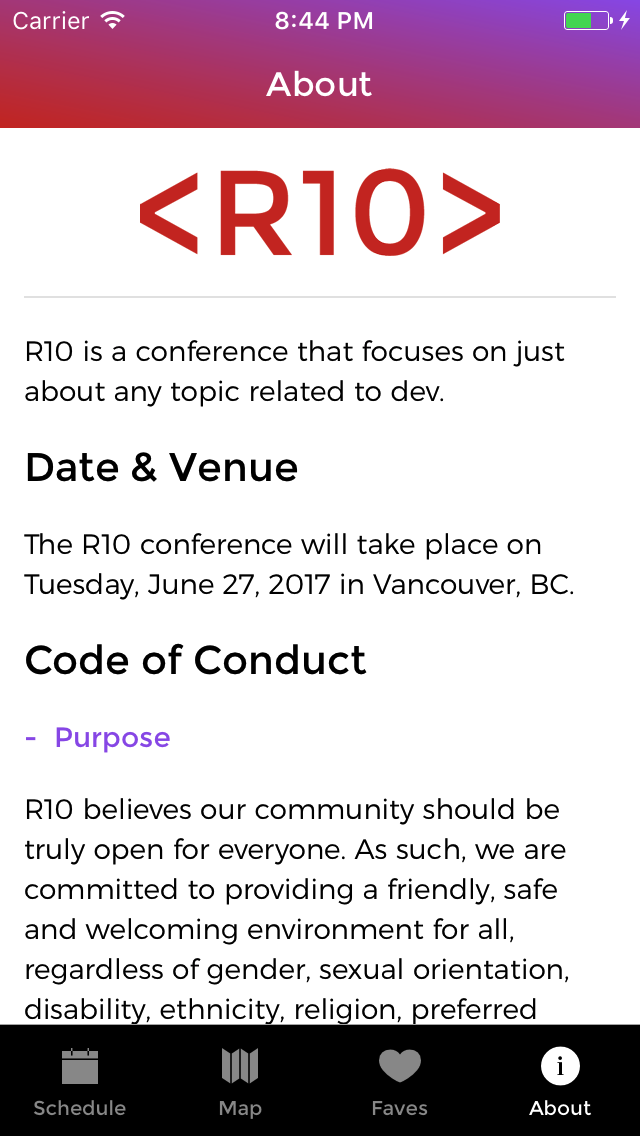 Carrier 8:44 PM
About
<R10>
R10 is a conference that focuses on just
about any topic related to dev.
Date & Venue
The R10 conference will take place on
Tuesday, June 27, 2017 in Vancouver, BC.
Code of Conduct
- Purpose
R10 believes our community should be
truly open for everyone. As such, we are
committed to providing a friendly, safe
and welcoming environment for all,
regardless of gender, sexual orientation,
disability, ethnicity, religion, preferred
Schedule Map Faves About